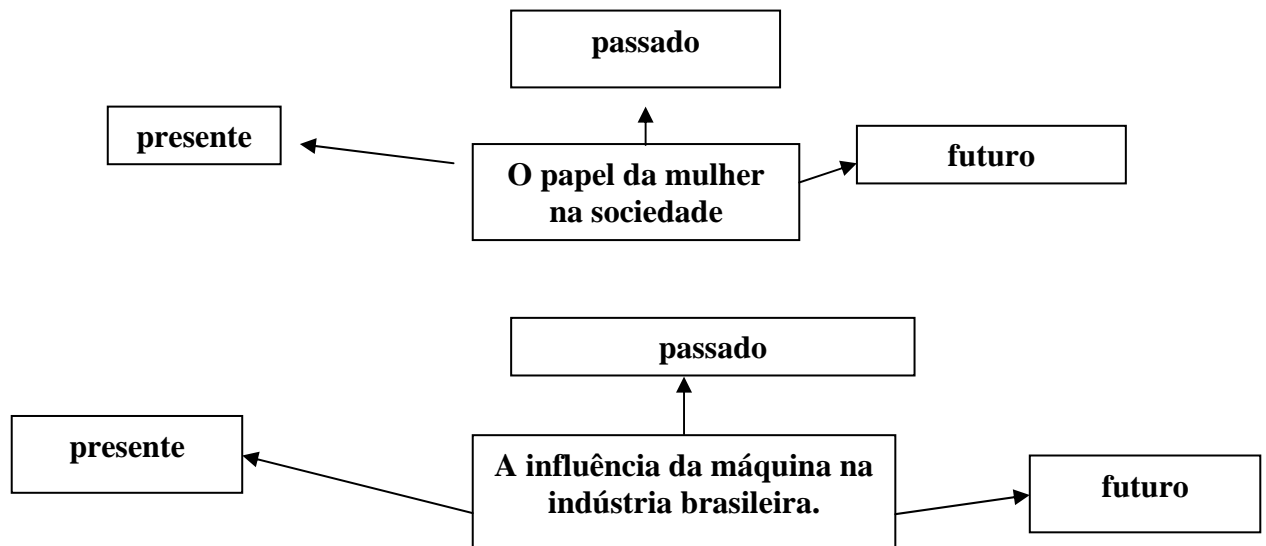 passado
presente
O papel da mulher
na sociedade
futuro
passado
presente
A influência da máquina na
indústria brasileira.
futuro